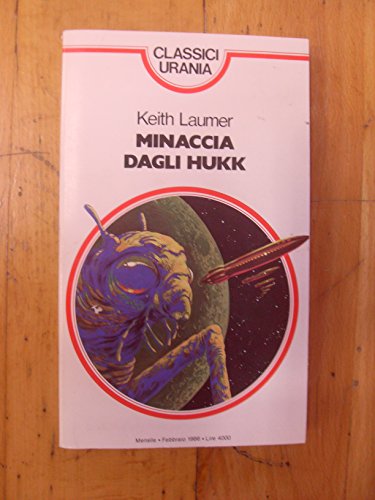 CLASSICI
URANIA
Keith Laumer
MINACCIA
DAGLI HUKK
Mensile • Febbraio 1986 • Lire 4000